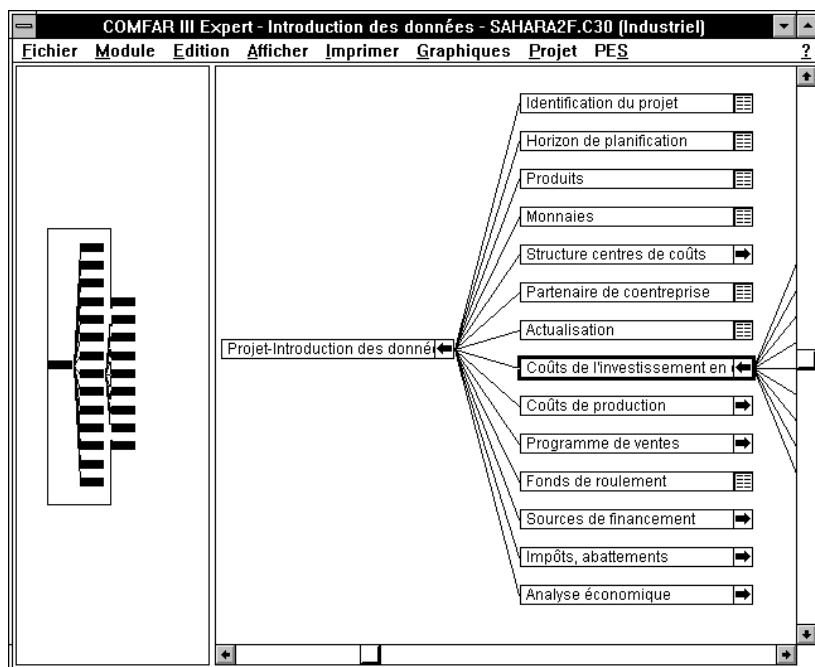 COMFAR III Expert - Introduction des données - SAHARA2F.C30 (Industriel)
Fichier Module Edition Afficher Imprimer Graphiques Projet PES ?
Identification du projet
Horizon de planification
Produits
Monnaies
Structure centres de coûts
Partenaire de coentreprise
Actualisation
Projet-Introduction des donné
Coûts de l'investissement en
Coûts de production
Programme de ventes
Fonds de roulement
Sources de financement
Impôts, abattements
Analyse économique